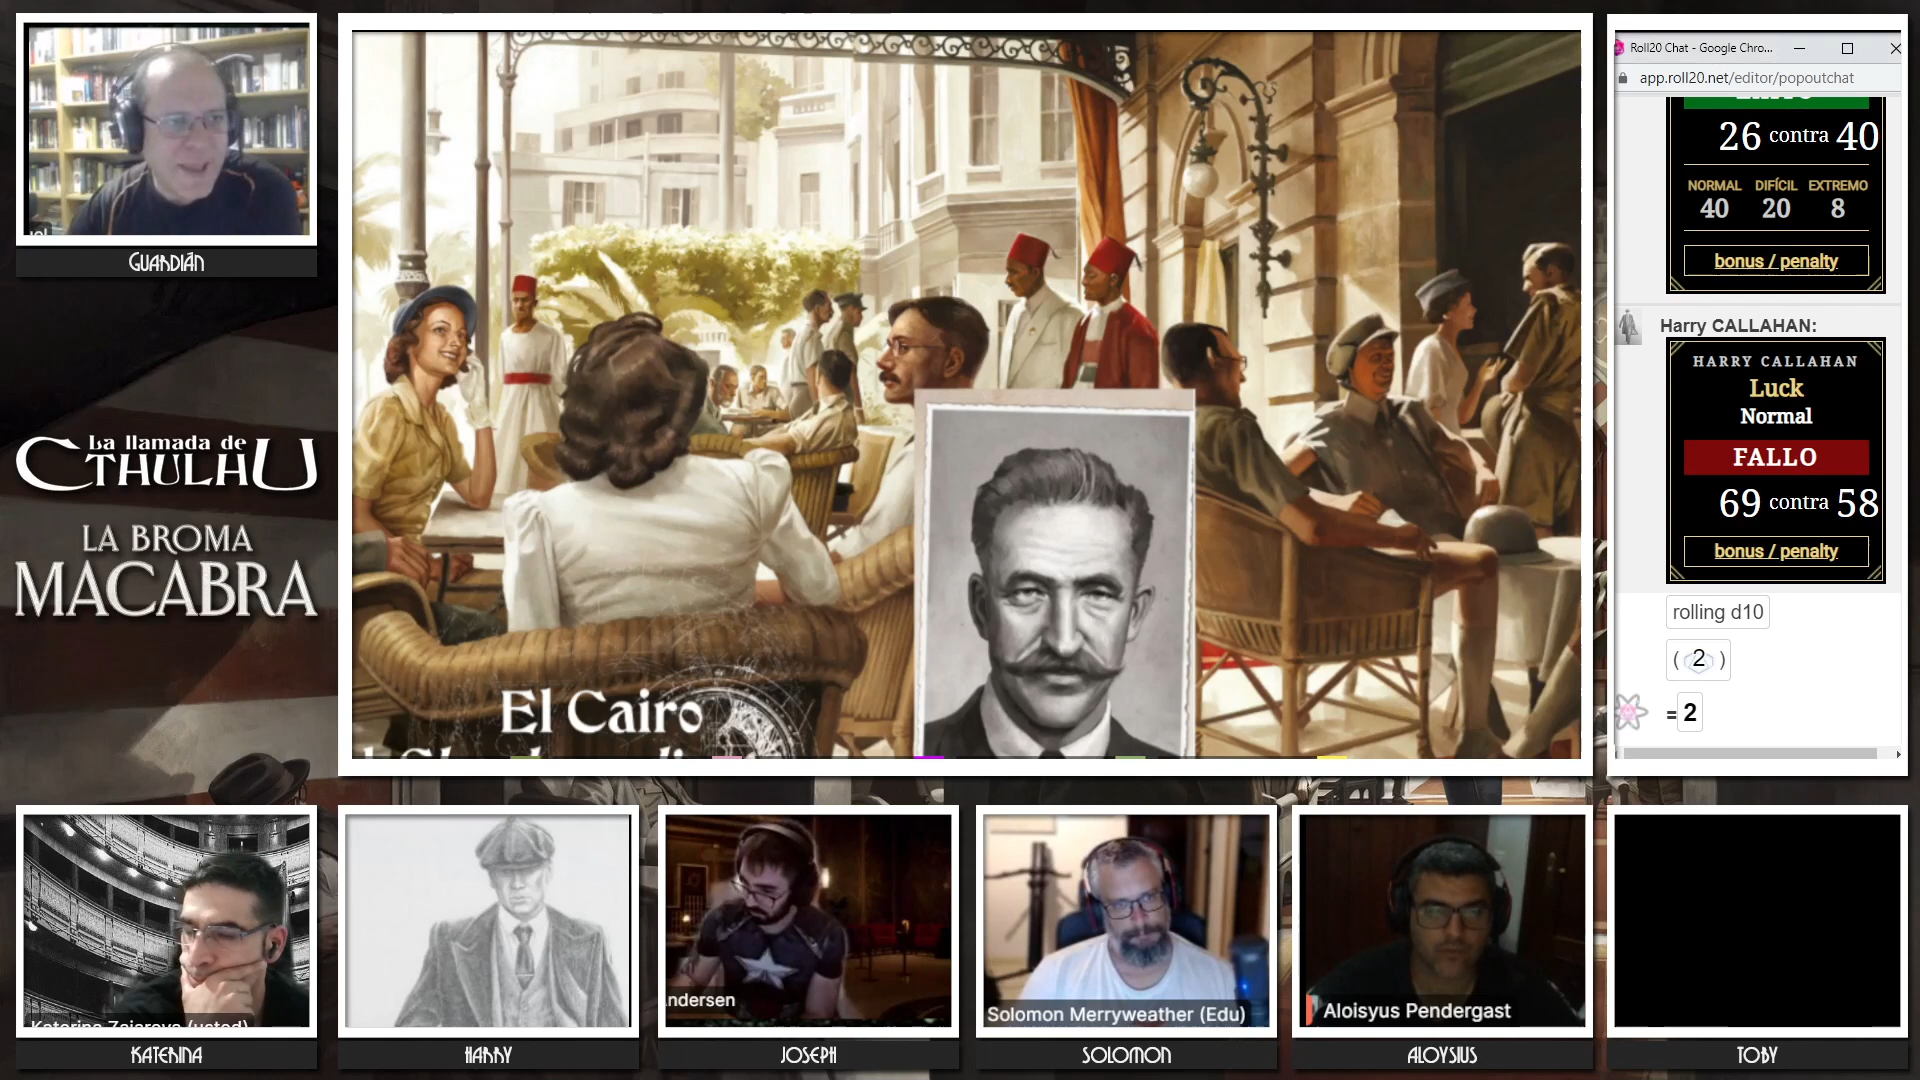 GUARDIÁN
La llamada de
CTHULHU
LA BROMA
MACABRA
El Cairo
Roll20 Chat - Google Chro...
app.roll20.net/editor/popoutchat
26 contra 40
NORMAL DIFÍCIL EXTREMO
40 20 8
bonus / penalty
Harry CALLAHAN:
HARRY CALLAHAN
Luck
Normal
FALLO
69 contra 58
bonus / penalty
rolling d10
( 2 )
=2
ndersen
Solomon Merryweather (Edu)
Aloisyus Pendergast
KATERINA
HARRY
JOSEPH
SOLOMON
ALOYSIUS
TOBY